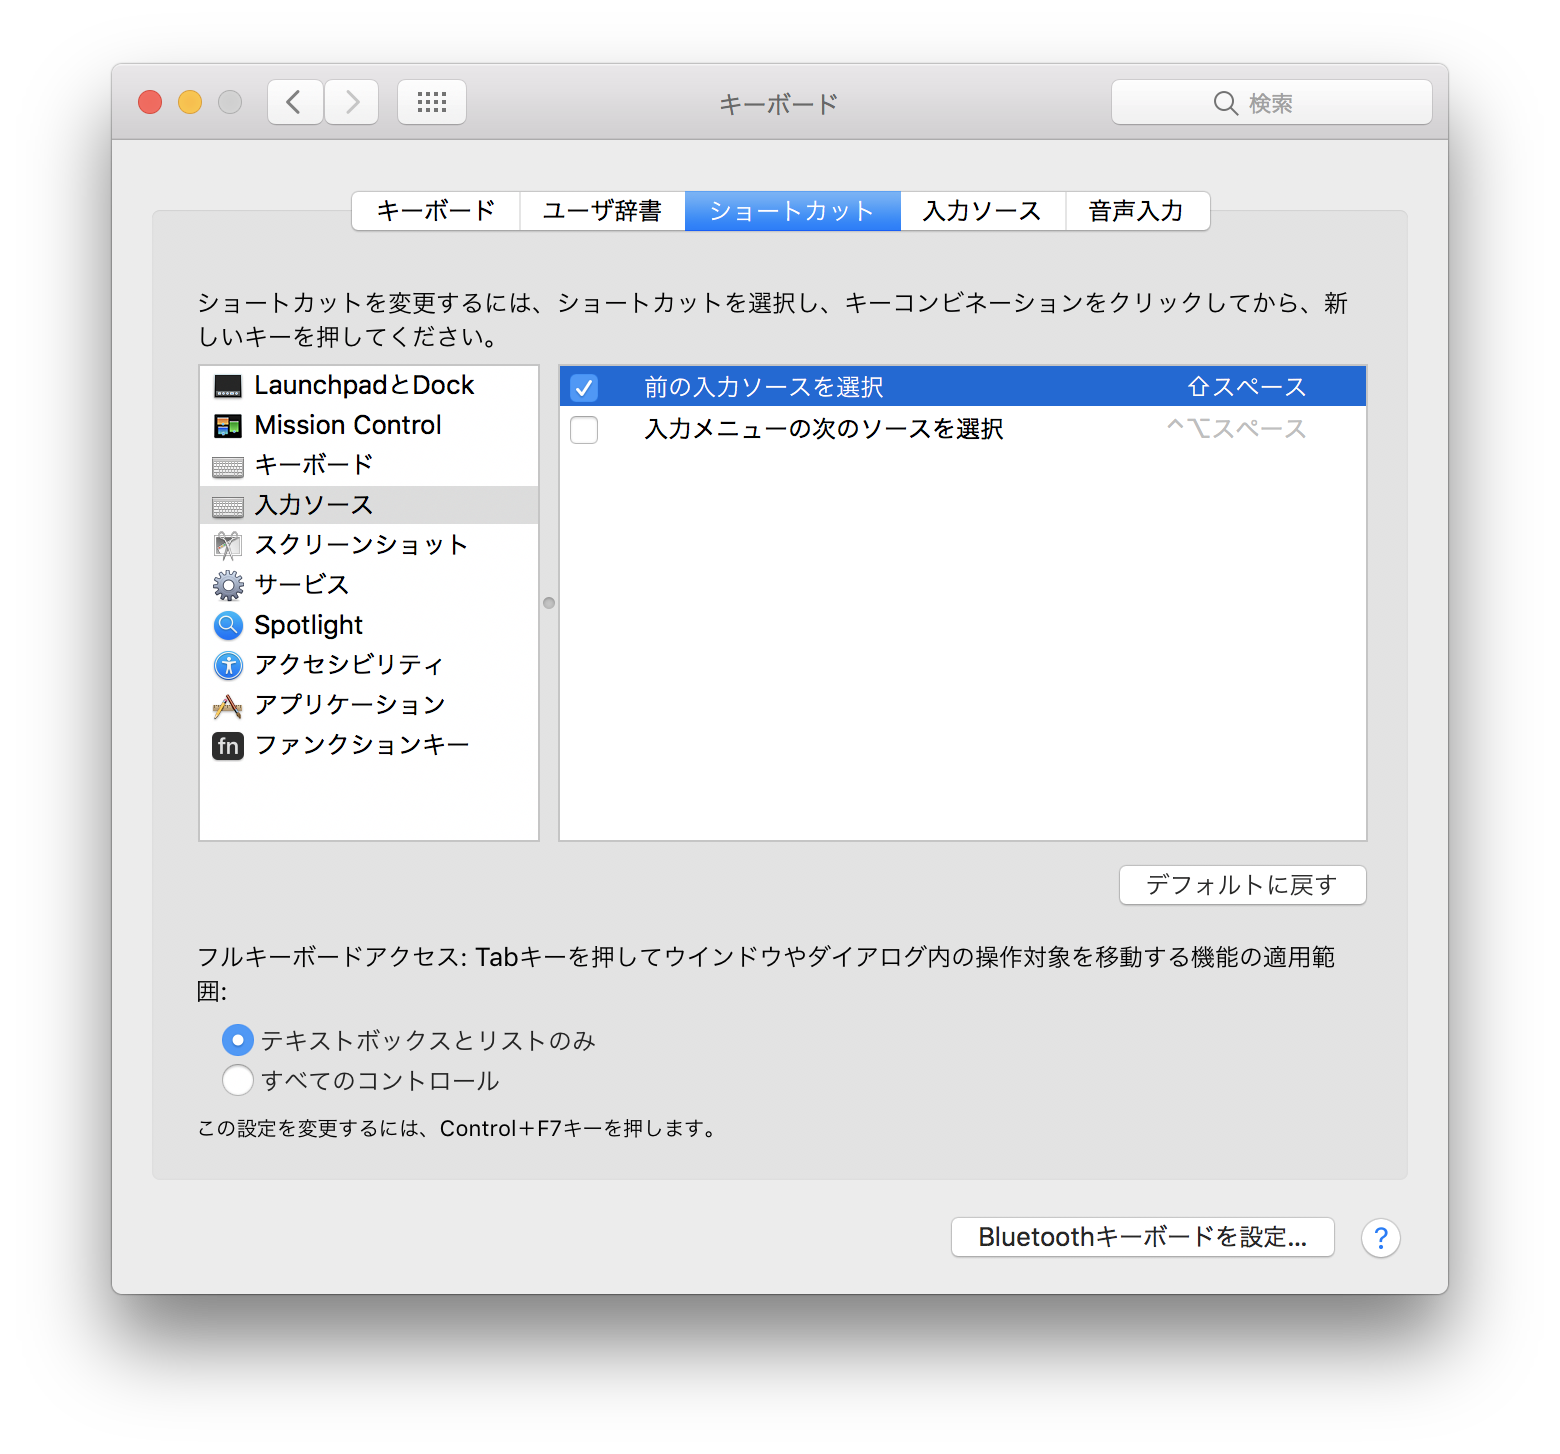 キーボード
検索
キーボード
ユーザ辞書
ショートカット
入力ソース
音声入力
ショートカットを変更するには、ショートカットを選択し、キーコンビネーションをクリックしてから、新
しいキーを押してください。
LaunchpadとDock
Mission Control
キーボード
入力ソース
スクリーンショット
サービス
Spotlight
アクセシビリティ
アプリケーション
fn ファンクションキー
前の入力ソースを選択 ⇧スペース
入力メニューの次のソースを選択 ^⌥スペース
デフォルトに戻す
フルキーボードアクセス: Tabキーを押してウインドウやダイアログ内の操作対象を移動する機能の適用範
囲:
テキストボックスとリストのみ
すべてのコントロール
この設定を変更するには、Control＋F7キーを押します。
Bluetoothキーボードを設定...
?